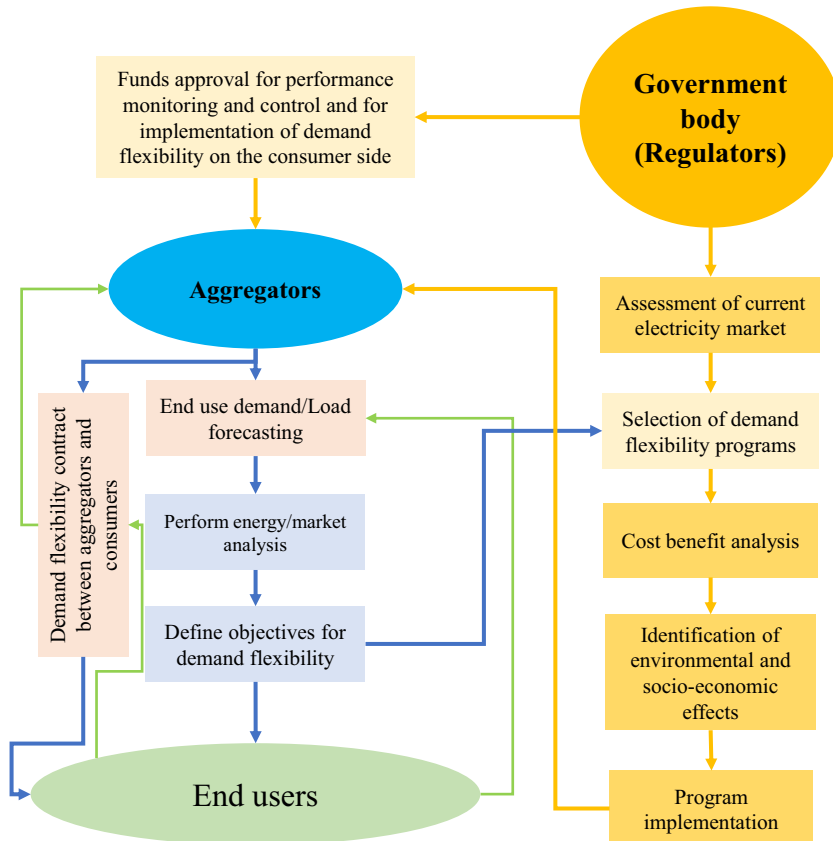 Funds approval for performance
monitoring and control and for
implementation of demand
flexibility on the consumer side
Government
body
(Regulators)
Aggregators
Assessment of current
electricity market
End use demand/Load
forecasting
Selection of demand
flexibility programs
Demand flexibility contract
between aggregators and
consumers
Perform energy/market
analysis
Cost benefit analysis
Define objectives for
demand flexibility
Identification of
environmental and
socio-economic
effects
End users
Program
implementation